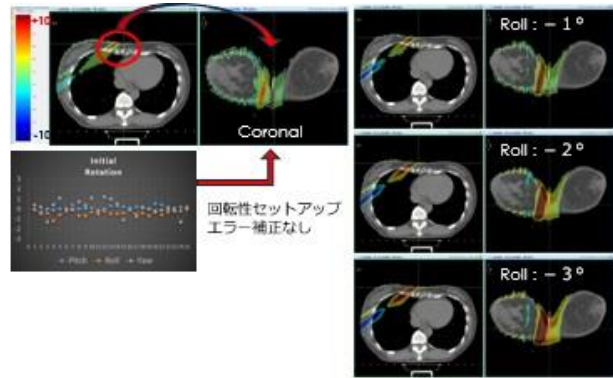 +10
-10
Coronal
Initial
Rotation
Pitch Roll Yaw
回転性セットアップ
エラー補正なし
Roll : − 1°
Roll : − 2°
Roll : − 3°